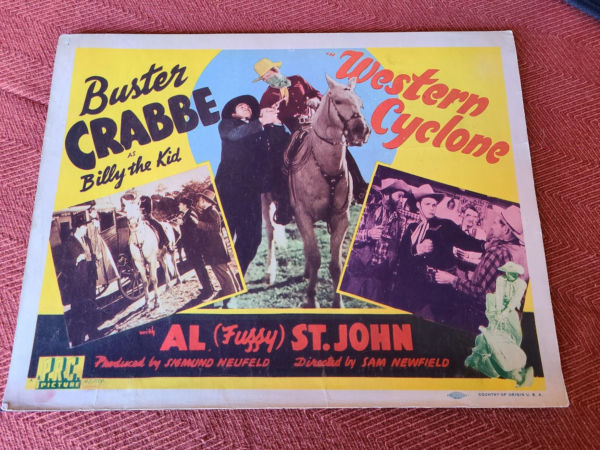 Buster
CRABBE
AS
Billy the Kid
in
Western
Cyclone
with
AL (Fuzzy) ST. JOHN
Produced by SIGMUND NEUFELD
Directed by SAM NEWFIELD
P.R.C.
PICTURE
COUNTRY OF ORIGIN U. S. A.